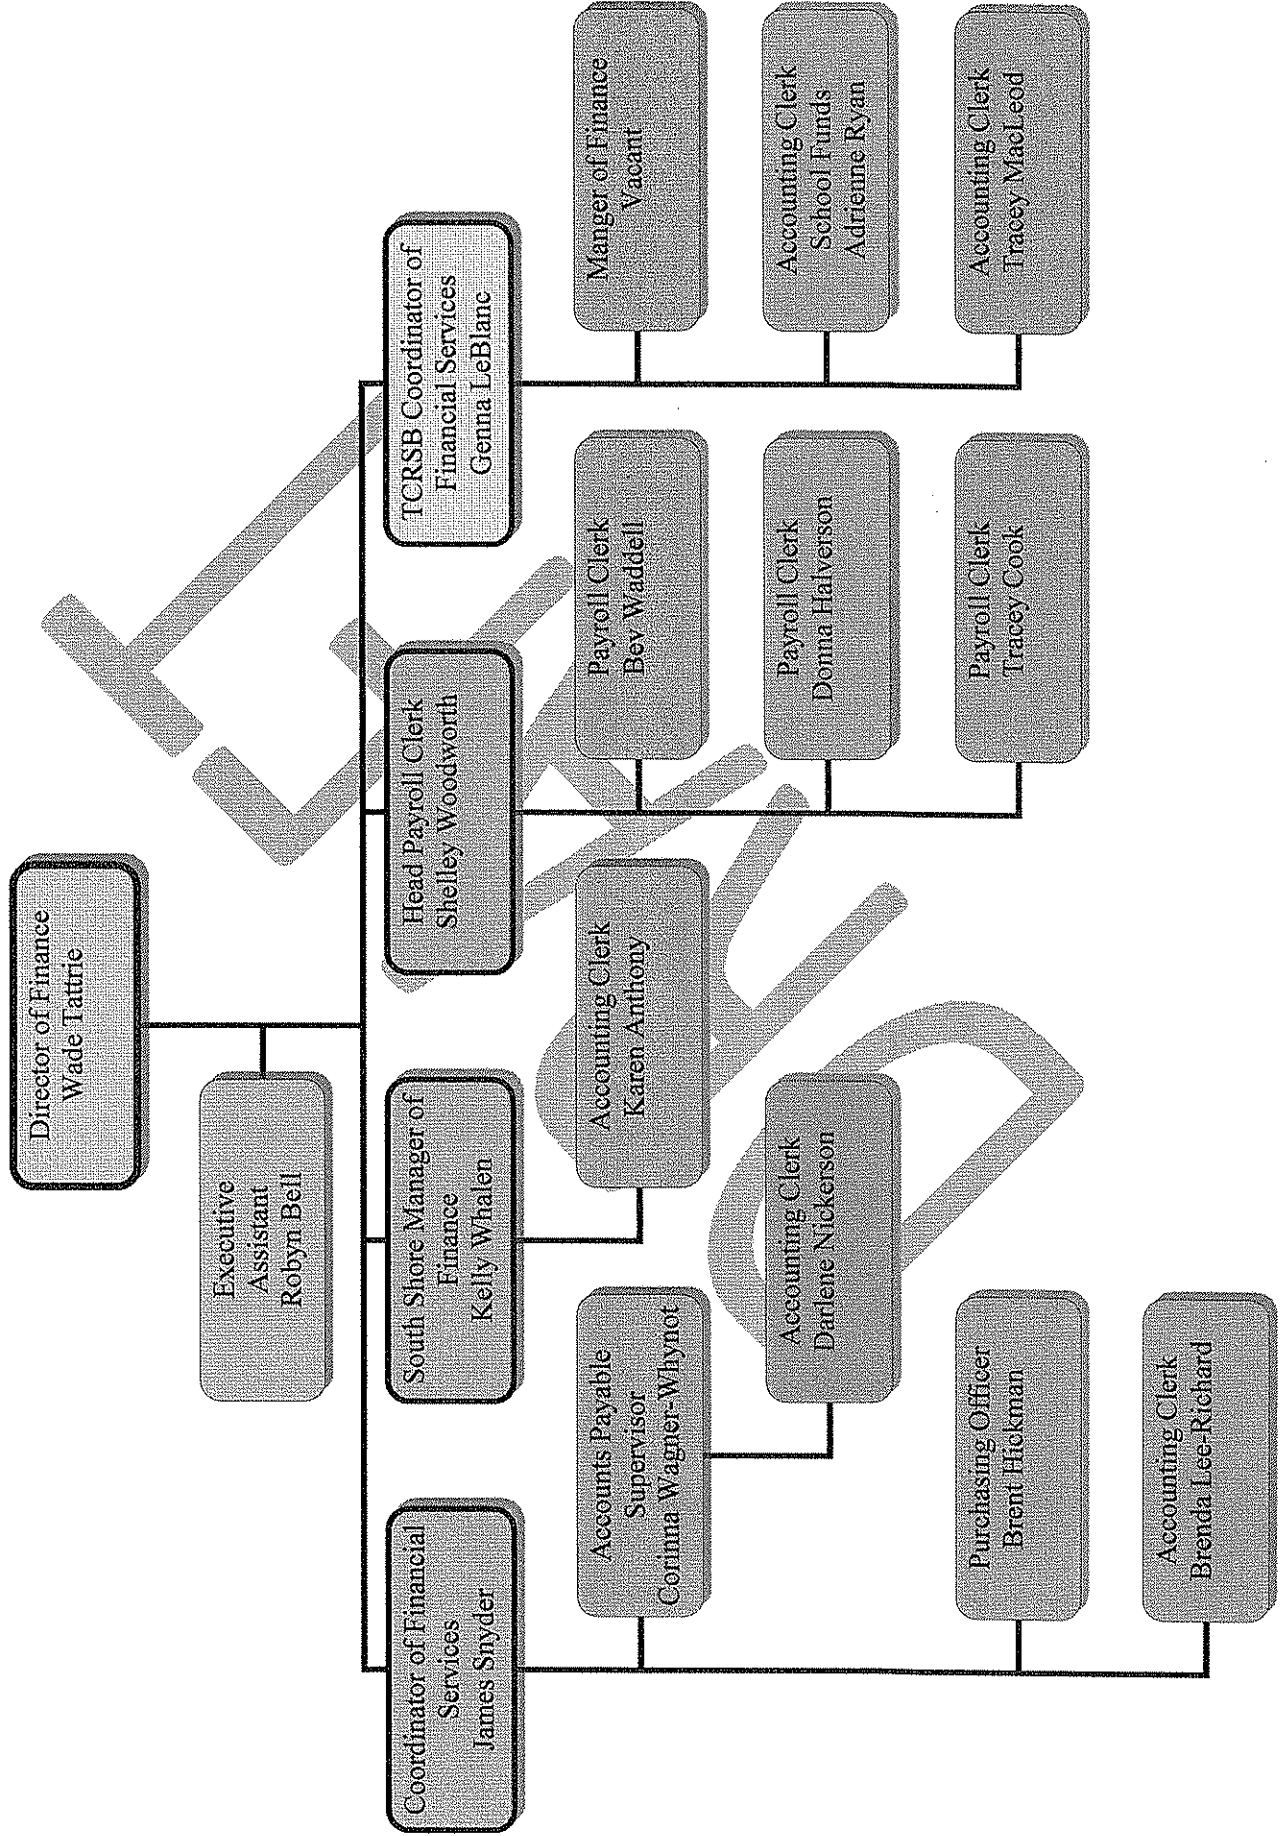 Director of Finance
Wade Tattrie
Executive
Assistant
Robyn Bell
Coordinator of Financial
Services
James Snyder
South Shore Manager of
Finance
Kelly Whalen
Head Payroll Clerk
Shelley Woodworth
TCRSB Coordinator of
Financial Services
Genna LeBlanc
Accounts Payable
Supervisor
Corinna Wagner-Whynot
Accounting Clerk
Darlene Nickerson
Purchasing Officer
Brent Hickman
Accounting Clerk
Brenda Lee-Richard
Accounting Clerk
Karen Anthony
Payroll Clerk
Bev Waddell
Payroll Clerk
Donna Halverson
Payroll Clerk
Tracey Cook
Manger of Finance
Vacant
Accounting Clerk
School Funds
Adrienne Ryan
Accounting Clerk
Tracey MacLeod
DRAFT